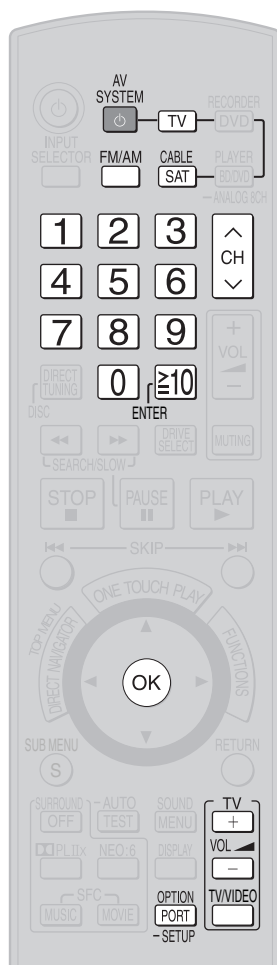 AV
SYSTEM
TV
RECORDER
DVD
INPUT
SELECTOR
FM/AM
CABLE
SAT
PLAYER
BD/DVD
– ANALOG 8CH
1 2 3
CH
4 5 6
7 8 9
+
VOL
−
DIRECT
TUNING
0
≧10
DISC
ENTER
DRIVE
SELECT
MUTING
SEARCH/SLOW
STOP
PAUSE
PLAY
SKIP
ONE TOUCH PLAY
TOP MENU
DIRECT NAVIGATOR
FUNCTIONS
OK
SUB MENU
S
RETURN
SURROUND
OFF
– AUTO
TEST
SOUND
MENU
TV
+
VOL
−
PLIIx
NEO:6
DISPLAY
SFC
MUSIC
MOVIE
OPTION
PORT
– SETUP
TV/VIDEO